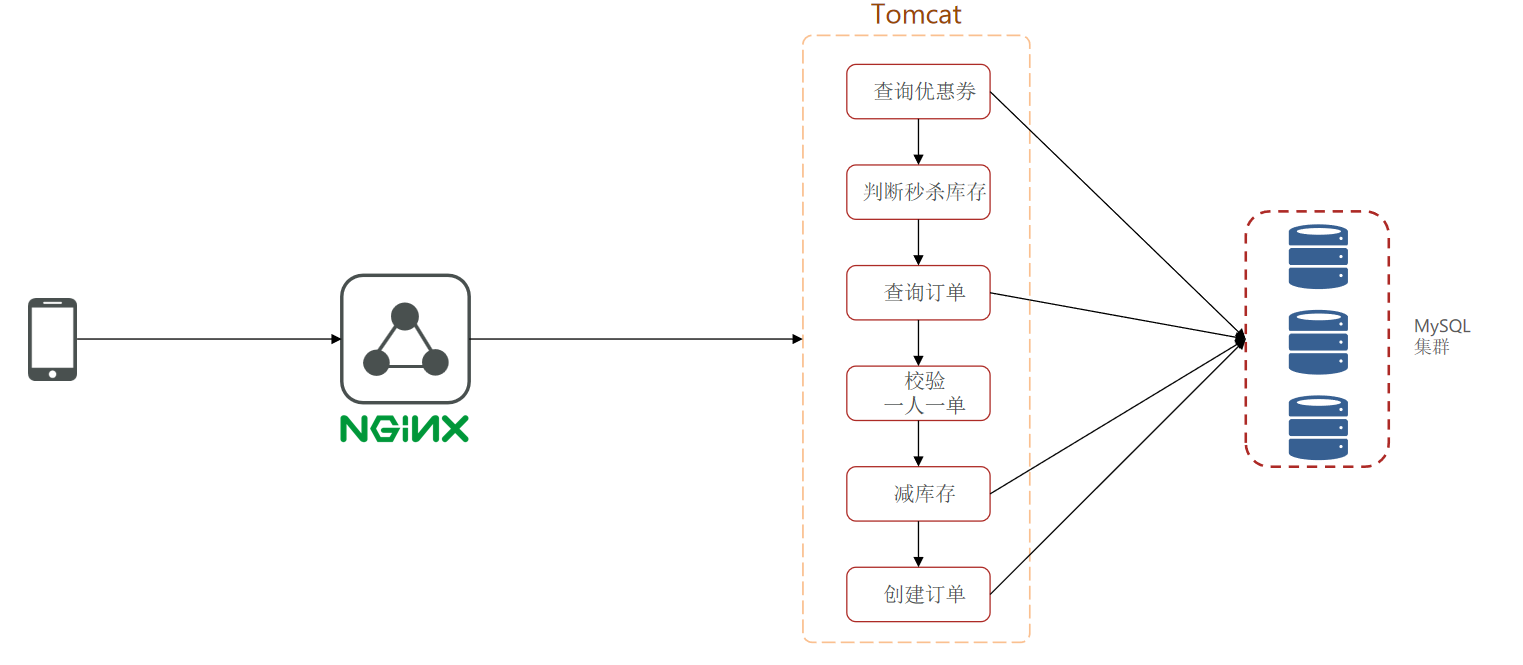 Tomcat
查询优惠券
判断秒杀库存
查询订单
校验
一人一单
减库存
创建订单
NGINX
MySQL
集群